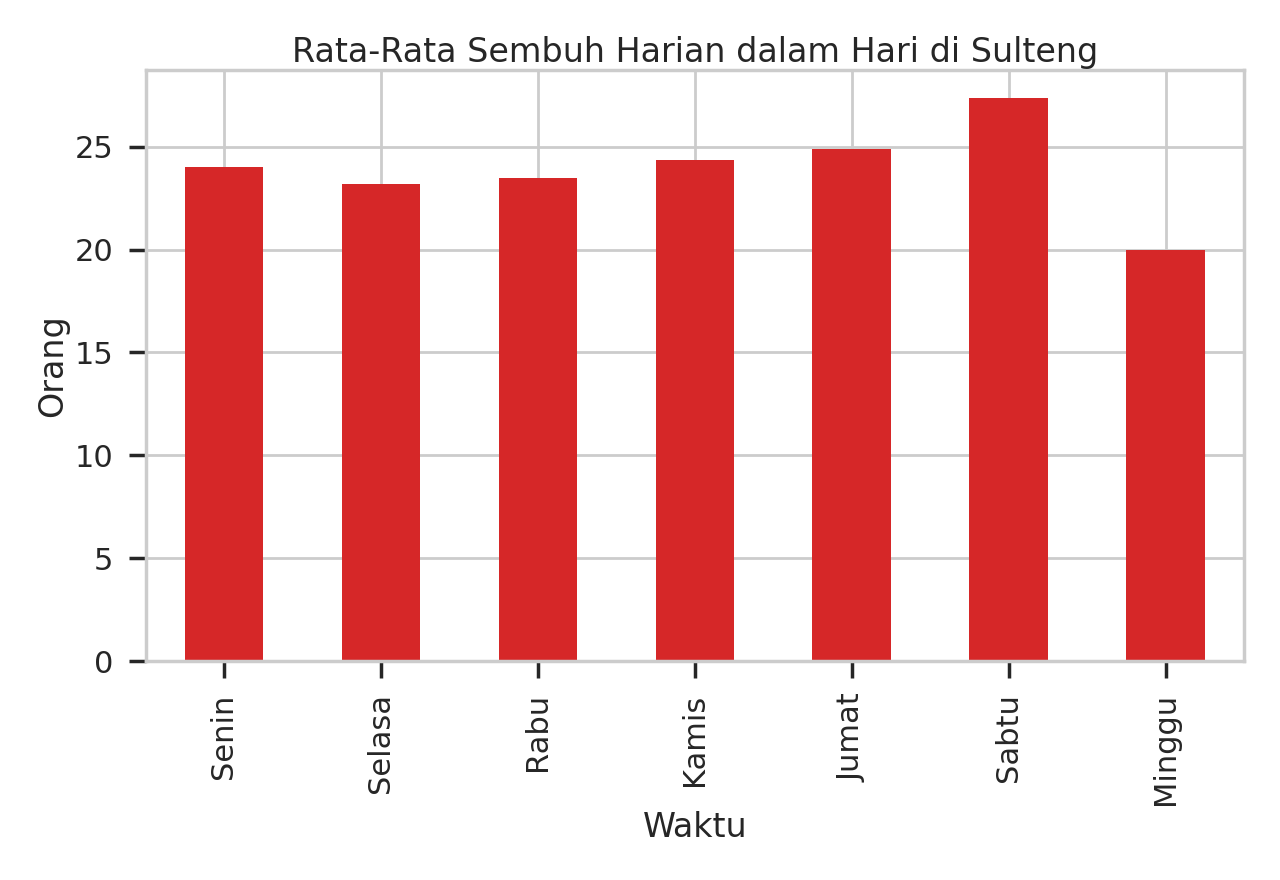 Rata-Rata Sembuh Harian dalam Hari di Sulteng
Orang
25
20
15
10
5
0
Senin
Selasa
Rabu
Kamis
Jumat
Sabtu
Minggu
Waktu